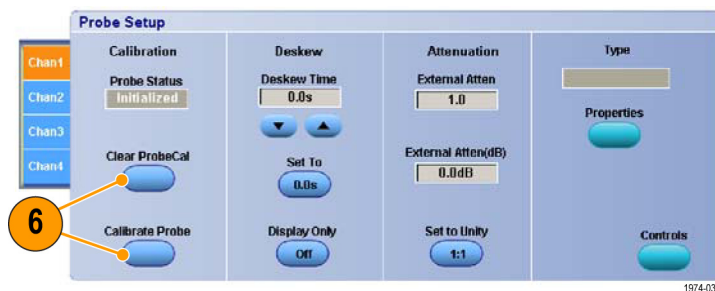 Probe Setup
Chan1
Chan2
Chan3
Chan4
Calibration
Probe Status
Initialized
Clear ProbeCal
Calibrate Probe
6
Deskew
Deskew Time
0.0s
Set To
0.0s
Display Only
Off
Attenuation
External Atten
1.0
External Atten(dB)
0.0dB
Set to Unity
1:1
Type
Properties
Controls